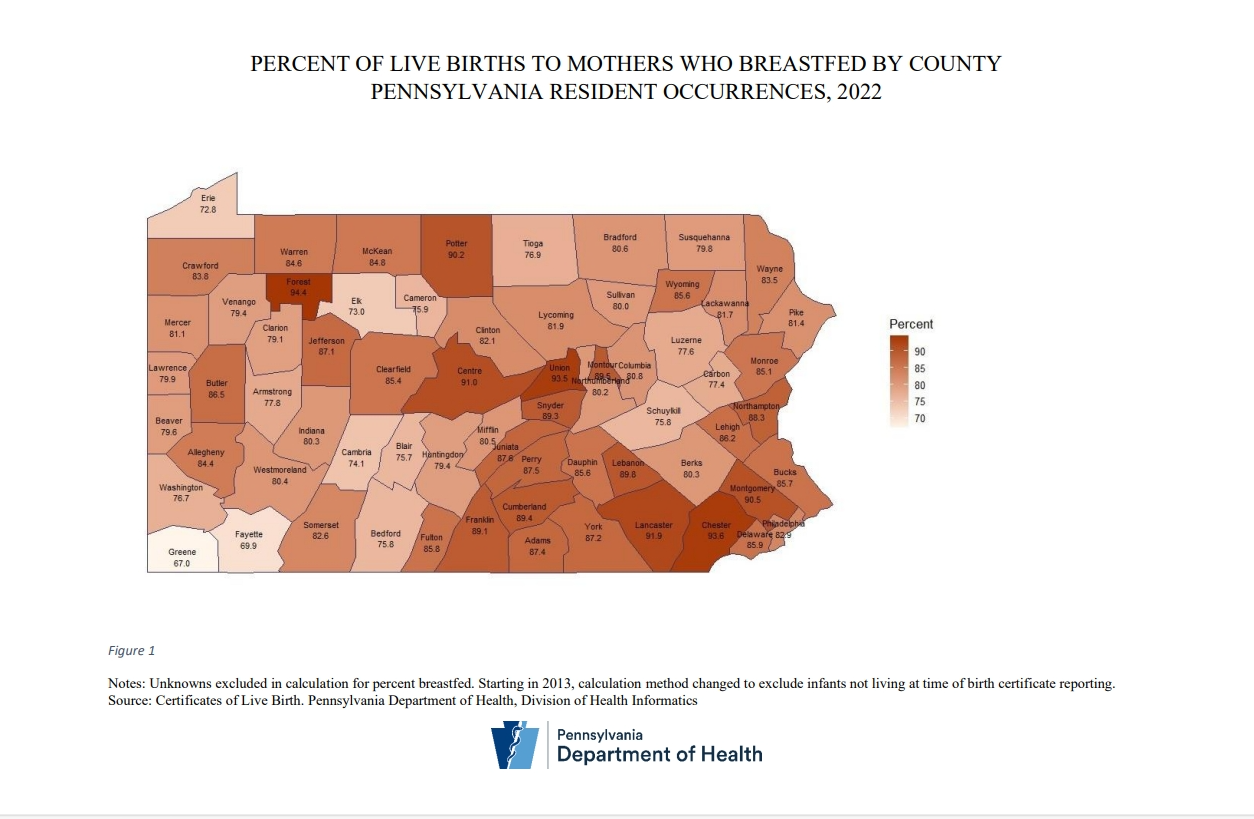 PERCENT OF LIVE BIRTHS TO MOTHERS WHO BREASTFED BY COUNTY
PENNSYLVANIA RESIDENT OCCURRENCES, 2022
Erie
72.8
Crawford
83.8
Warren
84.6
McKean
84.8
Potter
90.2
Tioga
76.9
Bradford
80.6
Susquehanna
79.8
Wayne
83.5
Forest
94.4
Elk
73.0
Cameron
75.9
Venango
79.4
Mercer
81.1
Clarion
79.1
Jefferson
87.1
Clinton
82.1
Lycoming
81.9
Sullivan
80.0
Wyoming
85.6
Lackawanna
81.7
Pike
81.4
Lawrence
79.9
Butler
86.5
Armstrong
77.8
Clearfield
85.4
Centre
91.0
Union
93.5
Montour
89.5
Columbia
80.8
Northumberland
80.2
Luzerne
77.6
Carbon
77.4
Monroe
85.1
Beaver
79.6
Indiana
80.3
Snyder
89.3
Mifflin
80.5
Juniata
87.6
Schuylkill
75.8
Northampton
88.3
Lehigh
86.2
Allegheny
84.4
Westmoreland
80.4
Cambria
74.1
Blair
75.7
Huntingdon
79.4
Perry
87.5
Dauphin
85.6
Lebanon
89.8
Berks
80.3
Bucks
85.7
Montgomery
90.5
Washington
76.7
Fayette
69.9
Greene
67.0
Somerset
82.6
Bedford
75.8
Fulton
85.8
Franklin
89.1
Cumberland
89.4
Adams
87.4
York
87.2
Lancaster
91.9
Chester
93.6
Delaware
85.9
Philadelphia
82.9
Percent
90
85
80
75
70
Figure 1
Notes: Unknowns excluded in calculation for percent breastfed. Starting in 2013, calculation method changed to exclude infants not living at time of birth certificate reporting.
Source: Certificates of Live Birth. Pennsylvania Department of Health, Division of Health Informatics
Pennsylvania
Department of Health